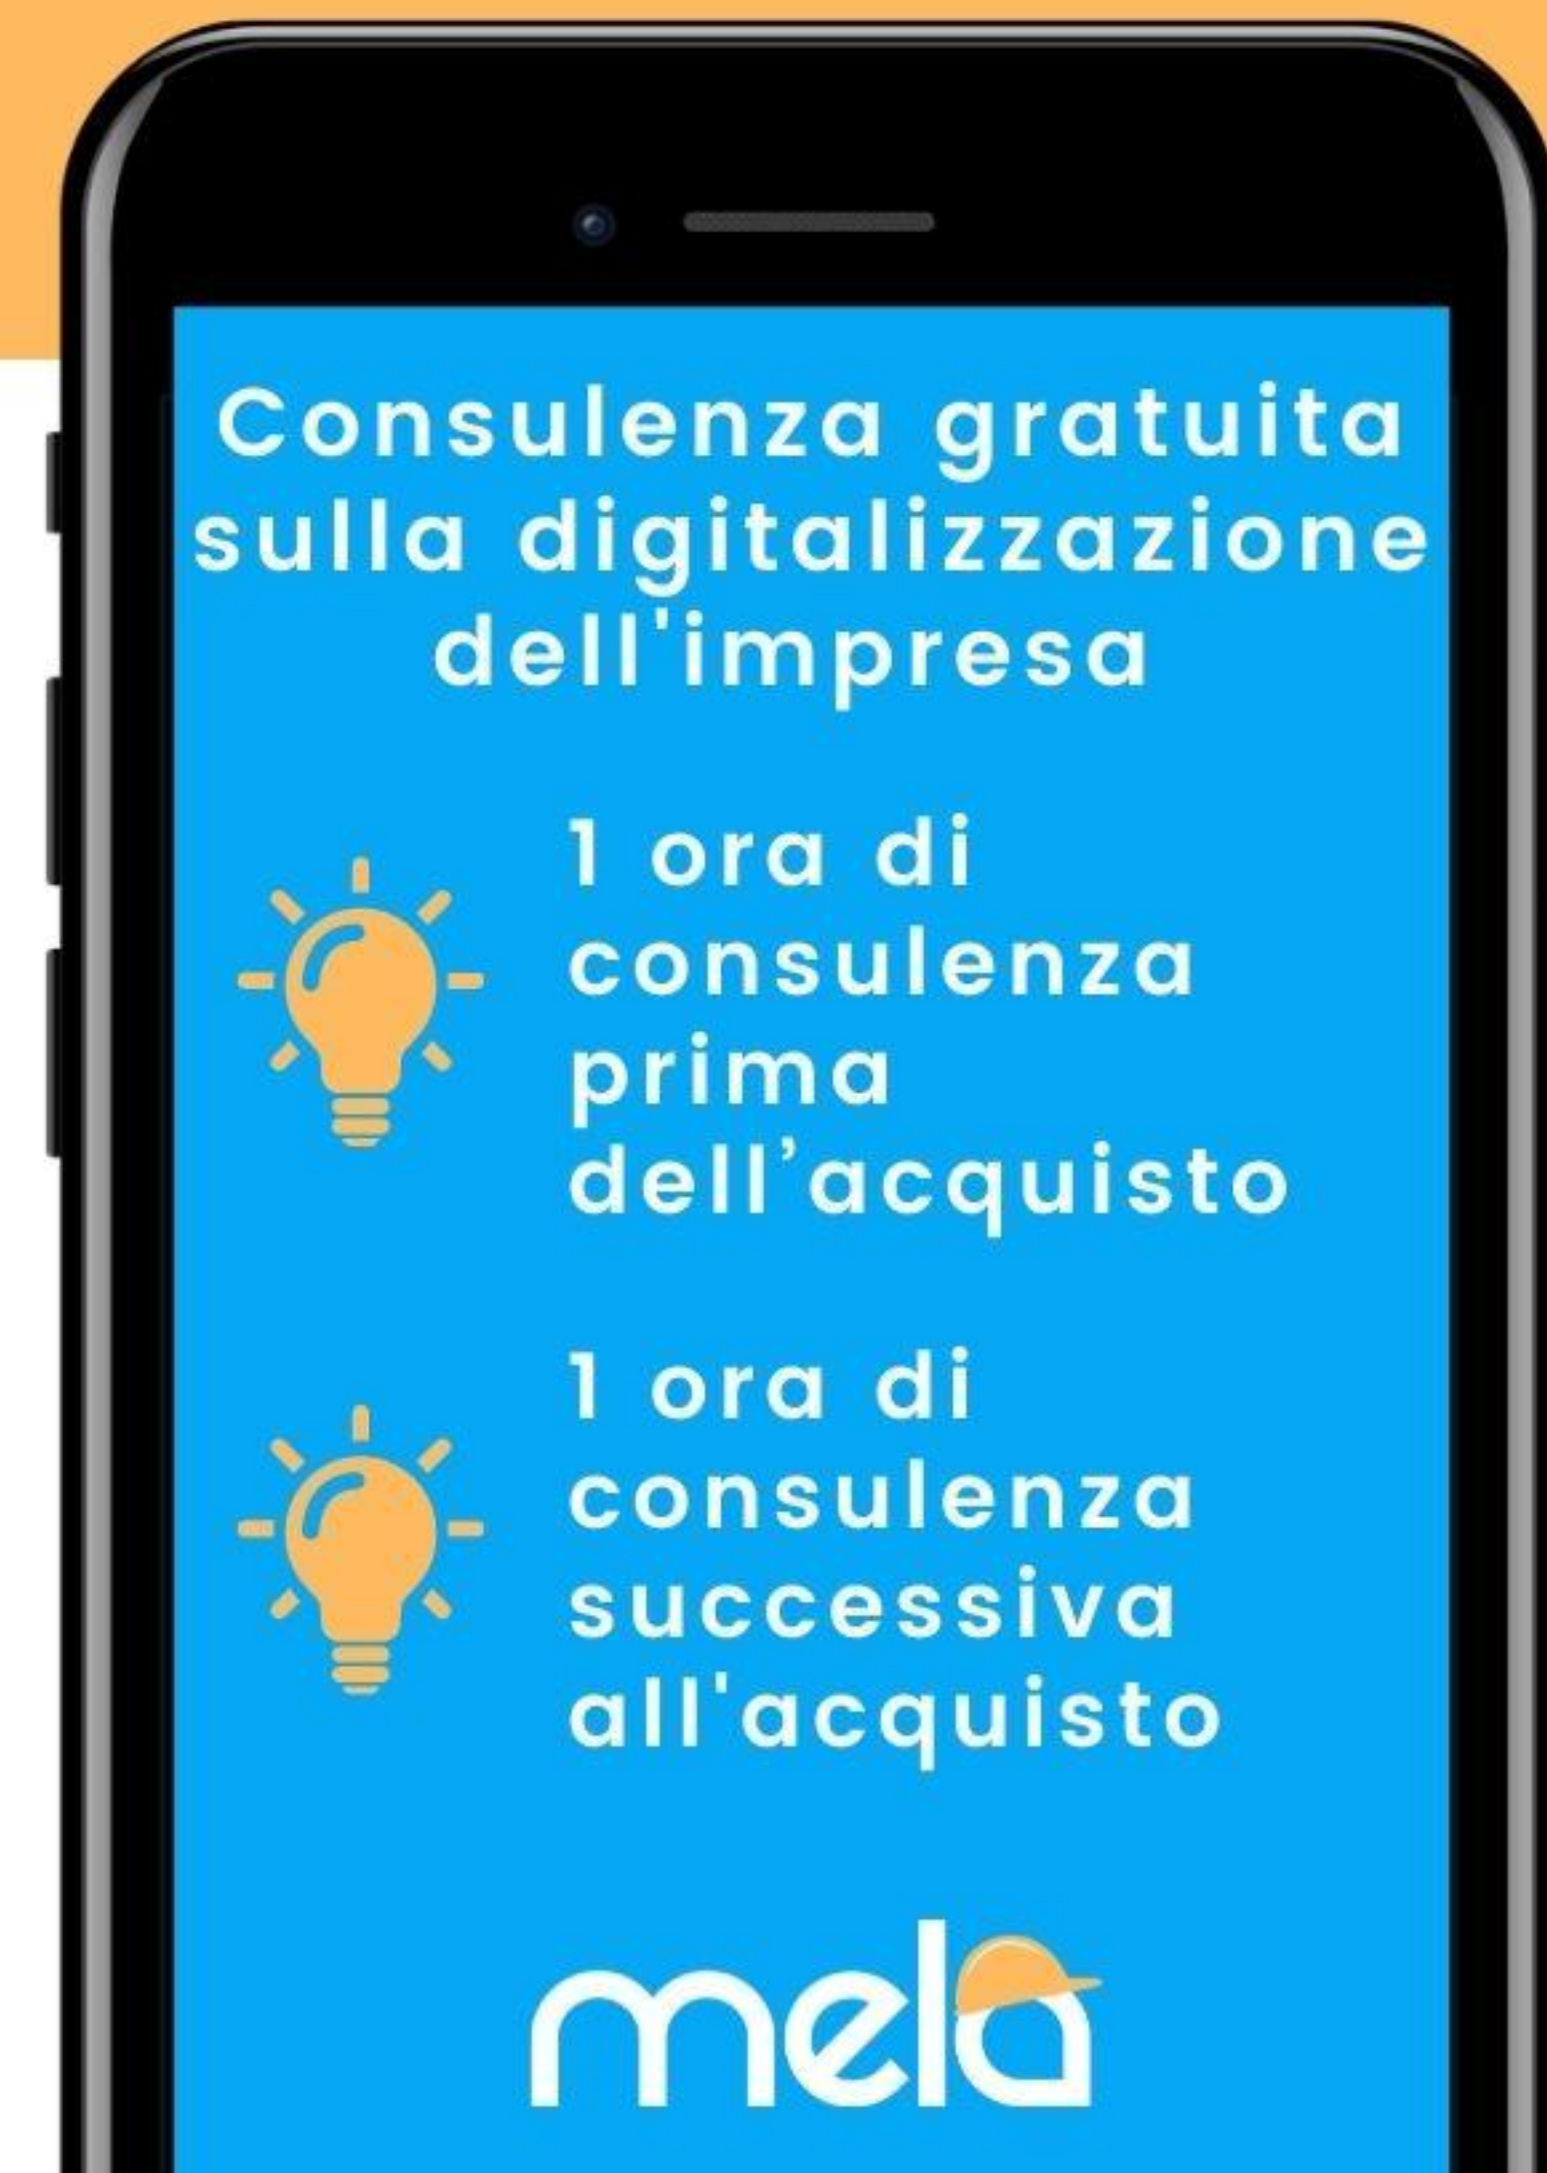 Consulenza gratuita
sulla digitalizzazione
dell'impresa
1 ora di
consulenza
prima
dell’acquisto
1 ora di
consulenza
successiva
all'acquisto
mela